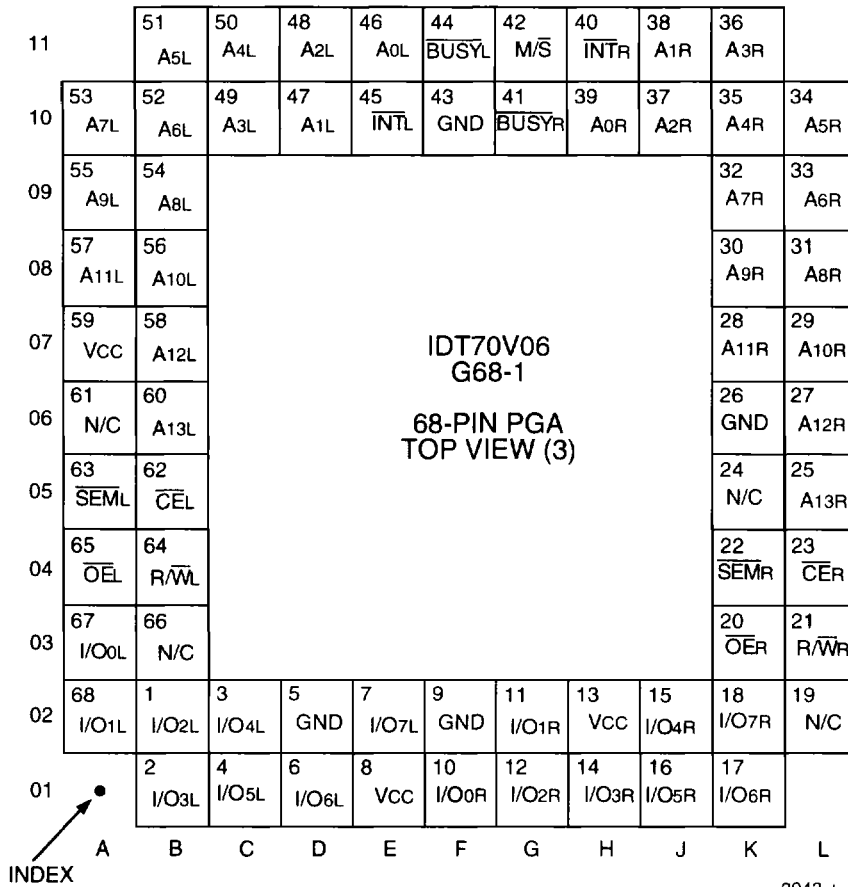 11
51 50 48 46 44 42 40 38 36
A5L A4L A2L A0L BUSYL M/S INTR A1R A3R
10
53 52 49 47 45 43 41 39 37 35 34
A7L A6L A3L A1L INTL GND BUSYR A0R A2R A4R A5R
09
55 54 32 33
A9L A8L A7R A6R
08
57 56 30 31
A11L A10L A9R A8R
07
59 58 28 29
VCC A12L A11R A10R
IDT70V06
G68-1
06
61 60 26 27
N/C A13L GND A12R
68-PIN PGA
TOP VIEW (3)
05
63 62 24 25
SEML CEL N/C A13R
04
65 64 22 23
OEL R/WL SEMR CER
03
67 66 20 21
I/O0L N/C OER R/WR
02
68 1 3 5 7 9 11 13 15 18 19
I/O1L I/O2L I/O4L GND I/O7L GND I/O1R VCC I/O4R I/O7R N/C
01
2 4 6 8 10 12 14 16 17
I/O3L I/O5L I/O6L VCC I/O0R I/O2R I/O3R I/O5R I/O6R
A B C D E F G H J K L
INDEX